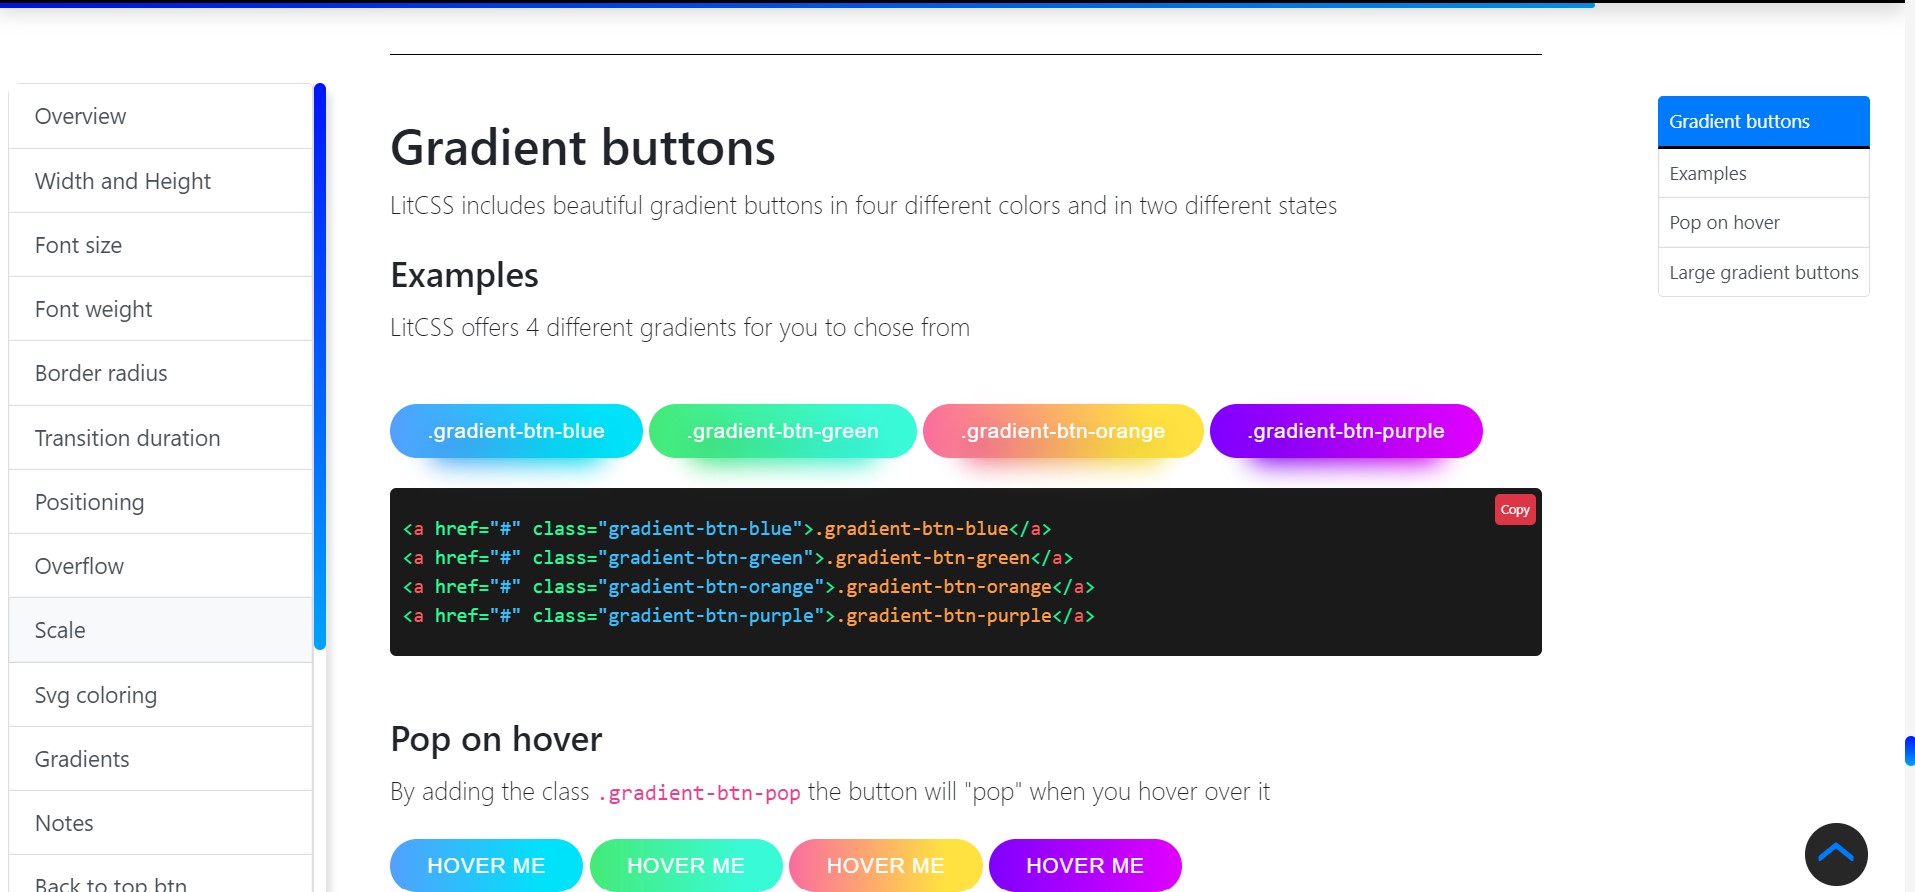 Overview
Width and Height
Font size
Font weight
Border radius
Transition duration
Positioning
Overflow
Scale
Svg coloring
Gradients
Notes
Back to top btn
Gradient buttons
LitCSS includes beautiful gradient buttons in four different colors and in two different states
Examples
LitCSS offers 4 different gradients for you to chose from
.gradient-btn-blue .gradient-btn-green .gradient-btn-orange .gradient-btn-purple
Copy
<a href="#" class="gradient-btn-blue">.gradient-btn-blue</a>
<a href="#" class="gradient-btn-green">.gradient-btn-green</a>
<a href="#" class="gradient-btn-orange">.gradient-btn-orange</a>
<a href="#" class="gradient-btn-purple">.gradient-btn-purple</a>
Pop on hover
By adding the class .gradient-btn-pop the button will "pop" when you hover over it
HOVER ME HOVER ME HOVER ME HOVER ME
Gradient buttons
Examples
Pop on hover
Large gradient buttons